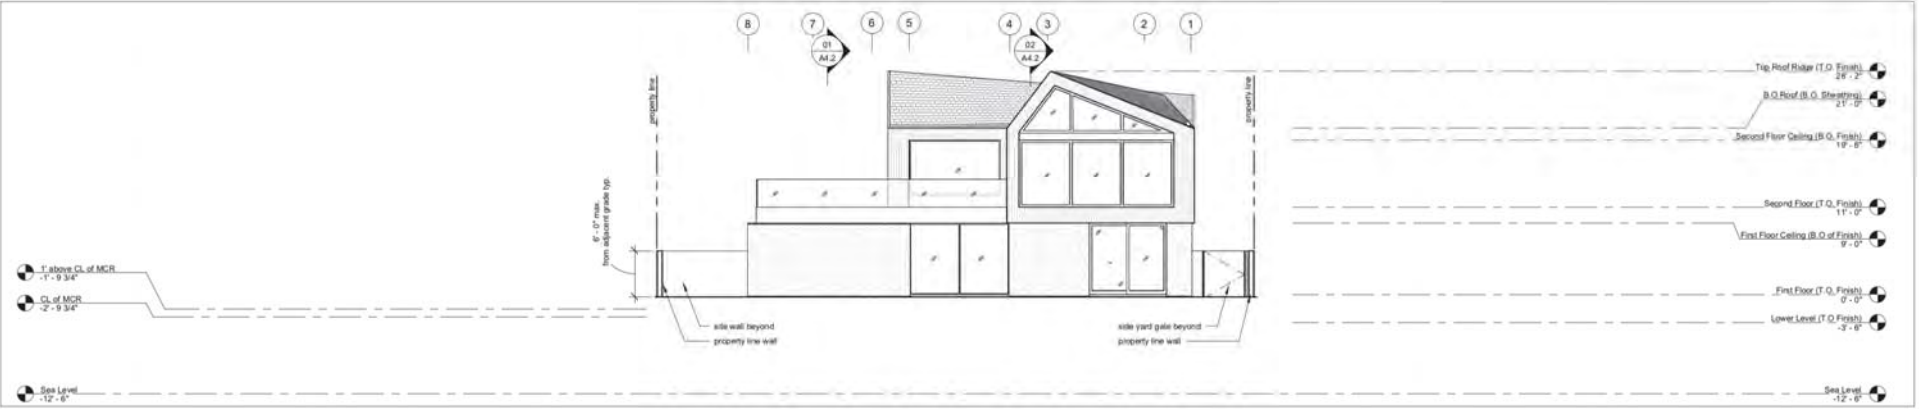 8
7
6
5
4
3
2
1
01
A4.2
02
A4.2
property line
property line
Top Roof Ridge (T.O. Finish)
26' - 2"
B.O Roof (B.O. Sheathing)
21' - 0"
Second Floor Ceiling (B.O. Finish)
19' - 8"
6' - 0" max.
from adjacent grade typ.
Second Floor (T.O. Finish)
11' - 0"
First Floor Ceiling (B.O of Finish)
9' - 0"
1' above CL of MCR
-1' - 9 3/4"
CL of MCR
-2' - 9 3/4"
First Floor (T.O. Finish)
0' - 0"
Lower Level (T.O Finish)
-3' - 6"
site wall beyond
property line wall
side yard gate beyond
property line wall
Sea Level
-12' - 6"
Sea Level
-12' - 6"